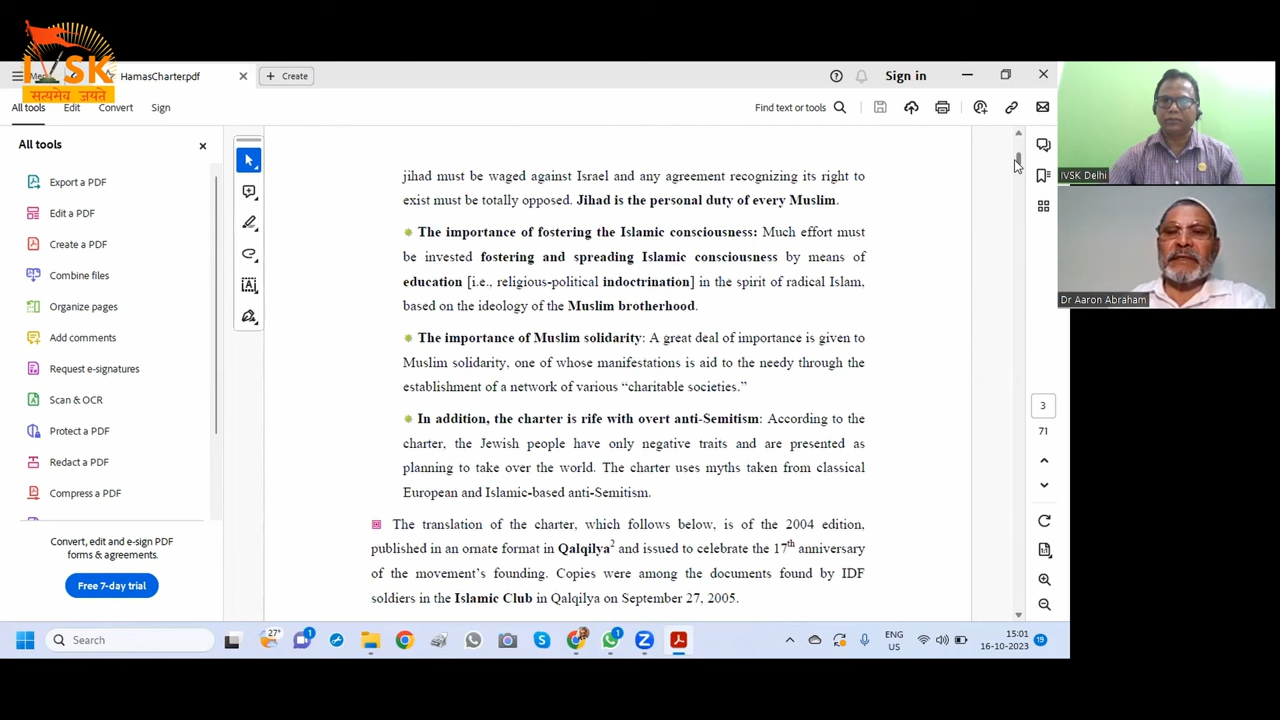 IVSK
सत्यमेव जयते
HamasCharter.pdf
Create
Sign in
All tools
Edit
Convert
Sign
Find text or tools
All tools
Export a PDF
Edit a PDF
Create a PDF
Combine files
Organize pages
Add comments
Request e-signatures
Scan & OCR
Protect a PDF
Redact a PDF
Compress a PDF
Convert, edit and e-sign PDF
forms & agreements.
Free 7-day trial
jihad must be waged against Israel and any agreement recognizing its right to
exist must be totally opposed. Jihad is the personal duty of every Muslim.
The importance of fostering the Islamic consciousness: Much effort must
be invested fostering and spreading Islamic consciousness by means of
education [i.e., religious-political indoctrination] in the spirit of radical Islam,
based on the ideology of the Muslim brotherhood.
The importance of Muslim solidarity: A great deal of importance is given to
Muslim solidarity, one of whose manifestations is aid to the needy through the
establishment of a network of various “charitable societies.”
In addition, the charter is rife with overt anti-Semitism: According to the
charter, the Jewish people have only negative traits and are presented as
planning to take over the world. The charter uses myths taken from classical
European and Islamic-based anti-Semitism.
The translation of the charter, which follows below, is of the 2004 edition,
published in an ornate format in Qalqilya2 and issued to celebrate the 17th anniversary
of the movement’s founding. Copies were among the documents found by IDF
soldiers in the Islamic Club in Qalqilya on September 27, 2005.
3
71
IVSK Delhi
Dr Aaron Abraham
Search
27°
1
1
ENG
US
15:01
16-10-2023
19